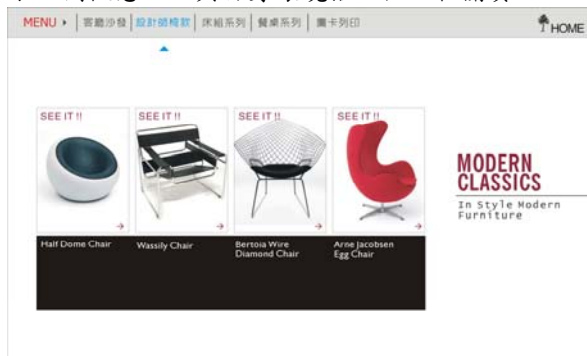 MENU
客廳沙發
設計師椅款
床組系列
餐桌系列
圖卡列印
HOME
SEE IT !!
SEE IT !!
SEE IT !!
SEE IT !!
Half Dome Chair
Wassily Chair
Bertoia Wire
Diamond Chair
Arne Jacobsen
Egg Chair
MODERN
CLASSICS
In Style Modern
Furniture